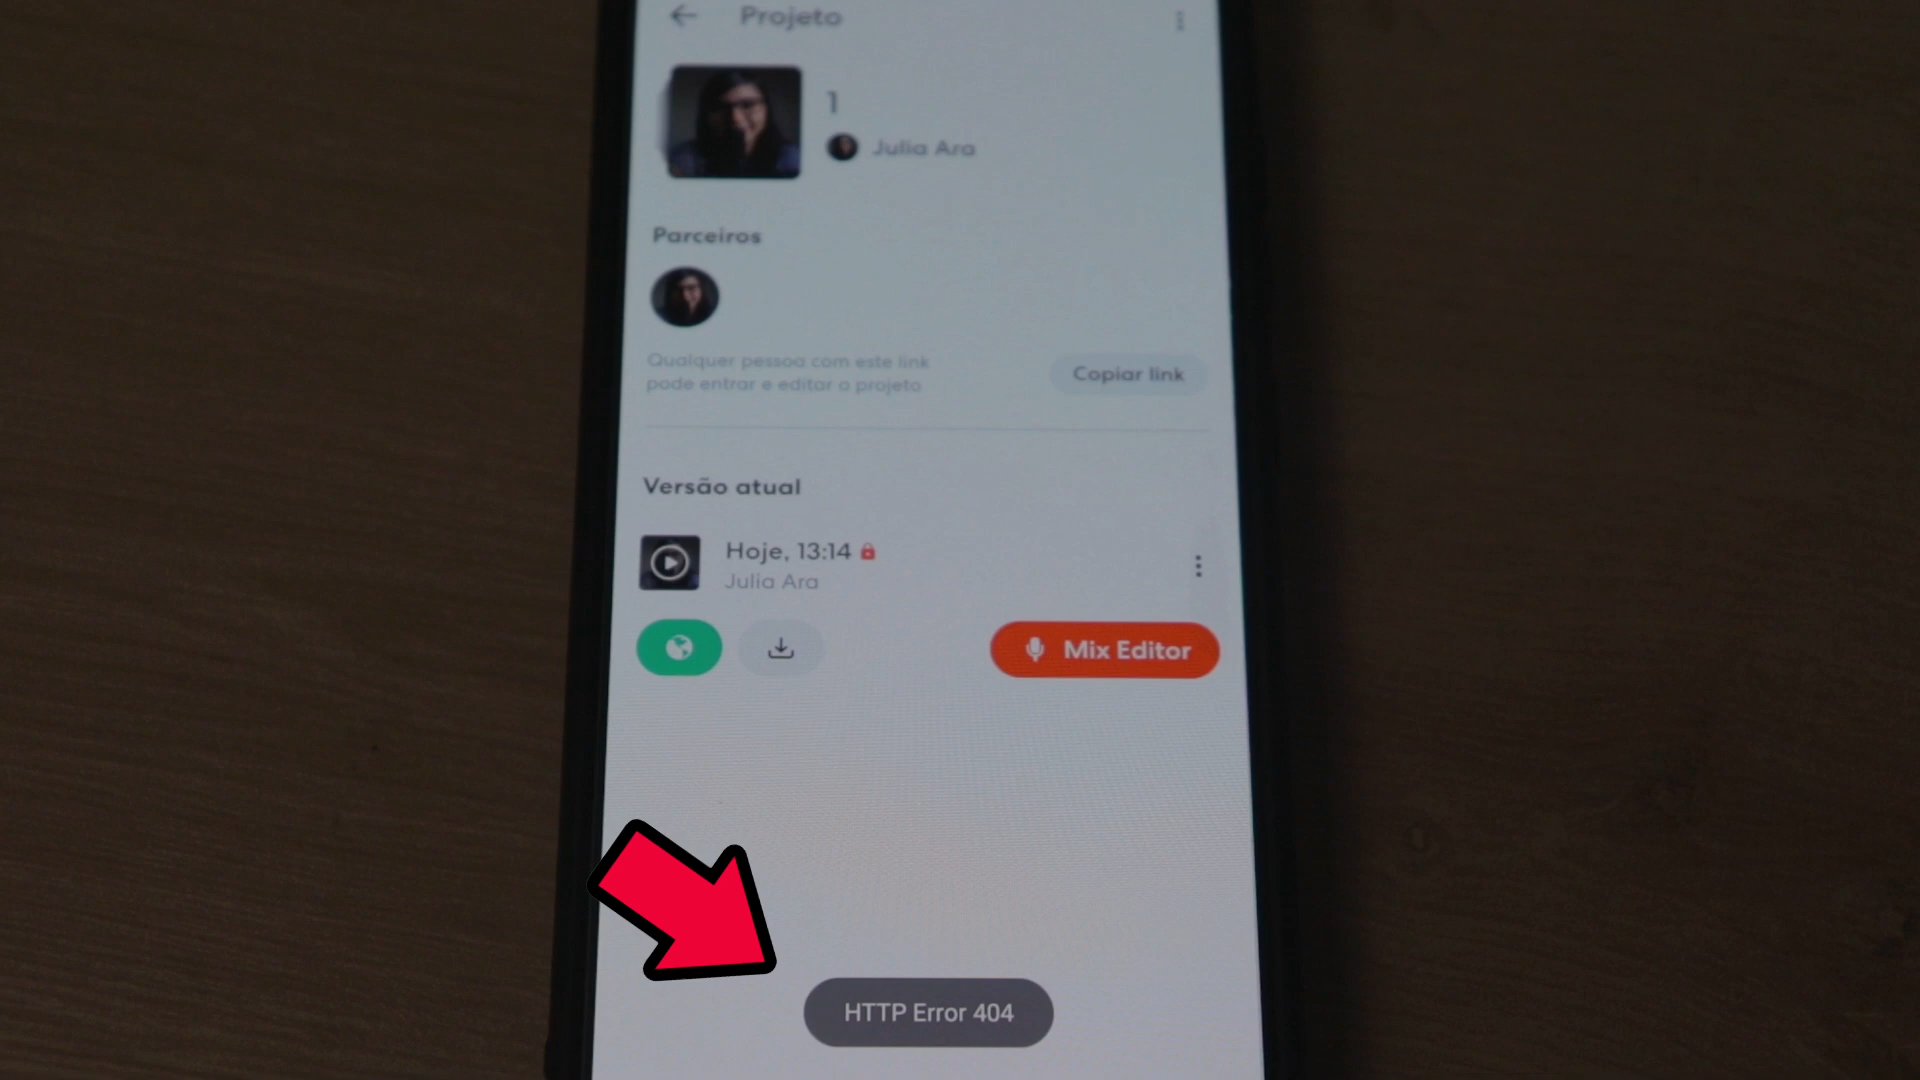 Projeto
1
Julia Ara
Parceiros
Qualquer pessoa com este link
pode entrar e editar o projeto
Copiar link
Versão atual
Hoje, 13:14
Julia Ara
Mix Editor
HTTP Error 404